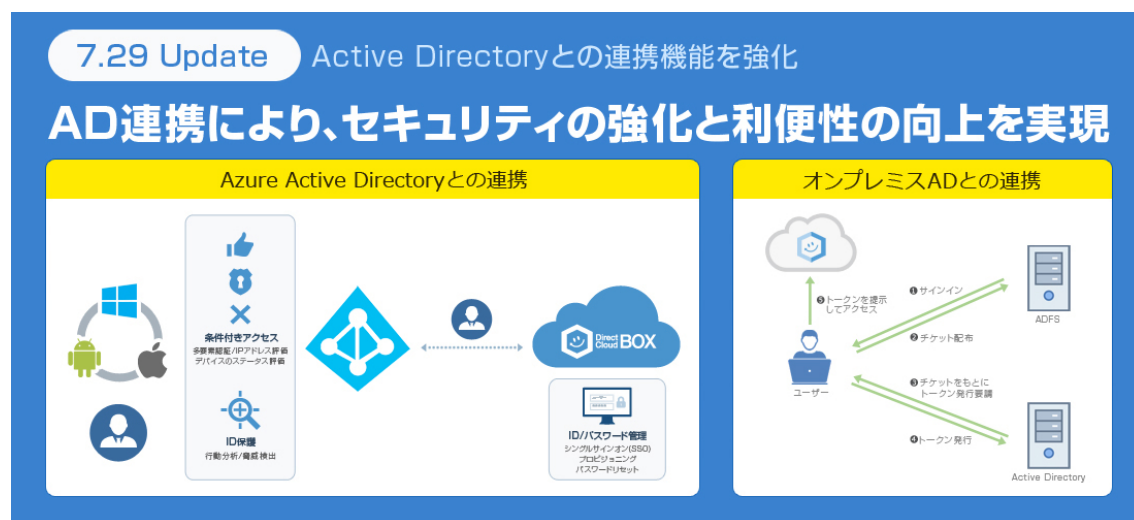 7.29 Update
Active Directoryとの連携機能を強化
AD連携により、セキュリティの強化と利便性の向上を実現
Azure Active Directoryとの連携
条件付きアクセス
多要素認証/IPアドレス評価
デバイスのステータス評価
ID保護
行動分析/脅威検出
Direct
Cloud BOX
ID/パスワード管理
シングルサインオン(SSO)
プロビジョニング
パスワードリセット
オンプレミスADとの連携
❶サインイン
❺トークンを提示
してアクセス
ADFS
❷チケット配布
ユーザー
❸チケットをもとに
トークン発行要請
❹トークン発行
Active Directory